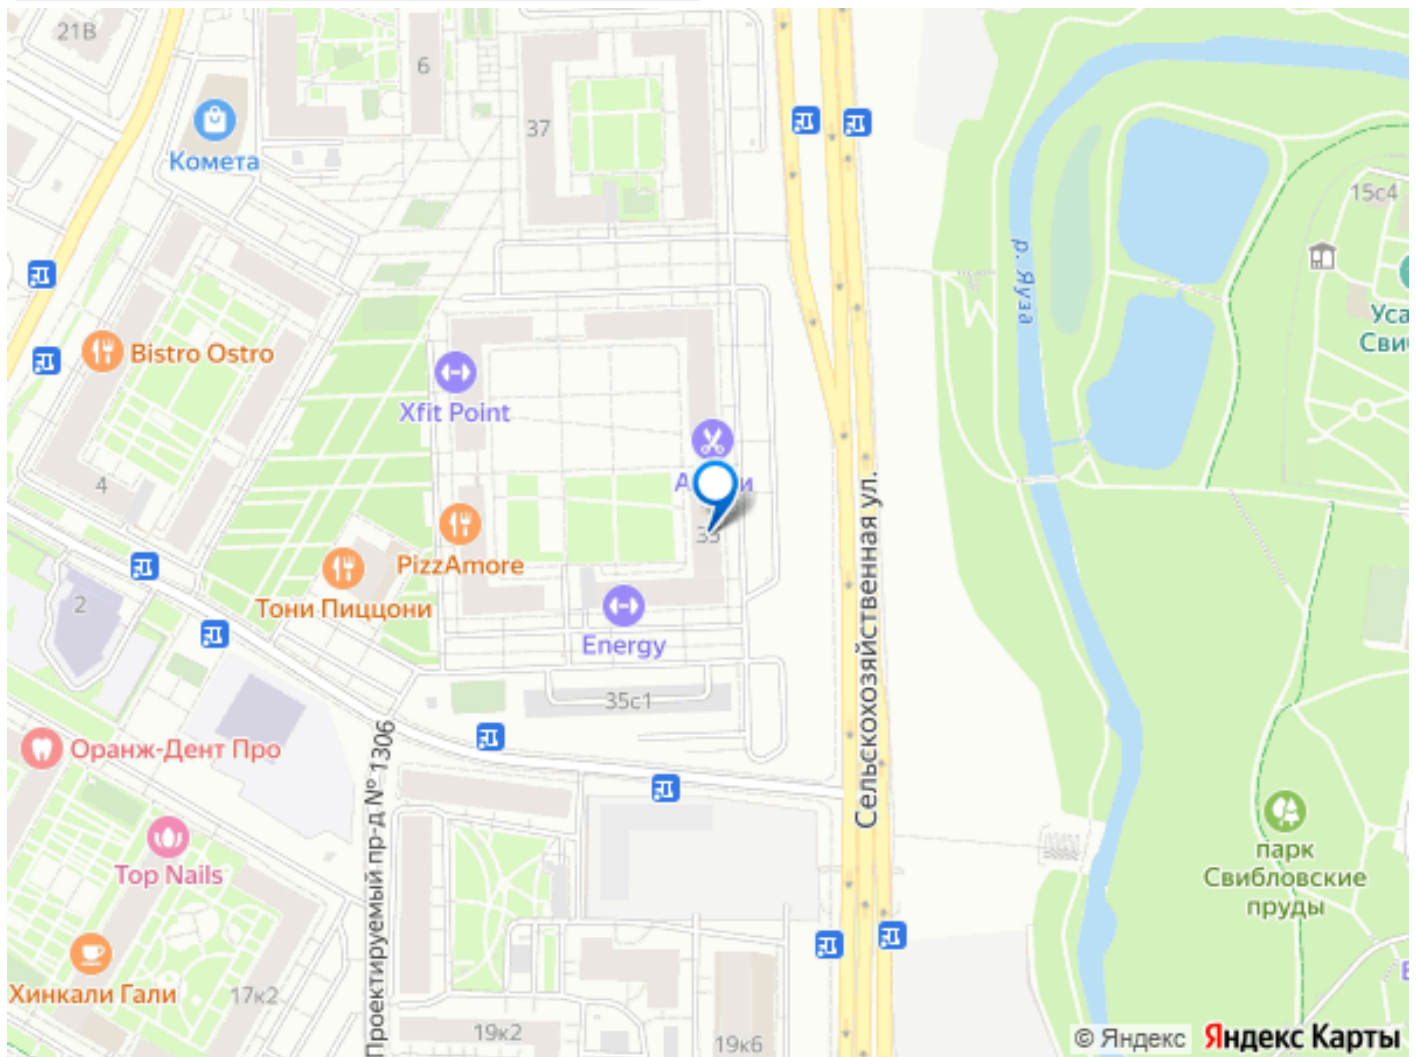 21В
6
37
Комета
15с4
р. Яуза
Bistro Ostro
Уса
Сви
Xfit Point
4
PizzAmore
Тони Пиццони
2
Energy
Сельскохозяйственная ул.
35с1
Оранж-Дент Про
Проектируемый пр-д № 1306
Top Nails
парк
Свибловские
пруды
Хинкали Гали
17к2
19к2
19к6
© Яндекс Яндекс Карты